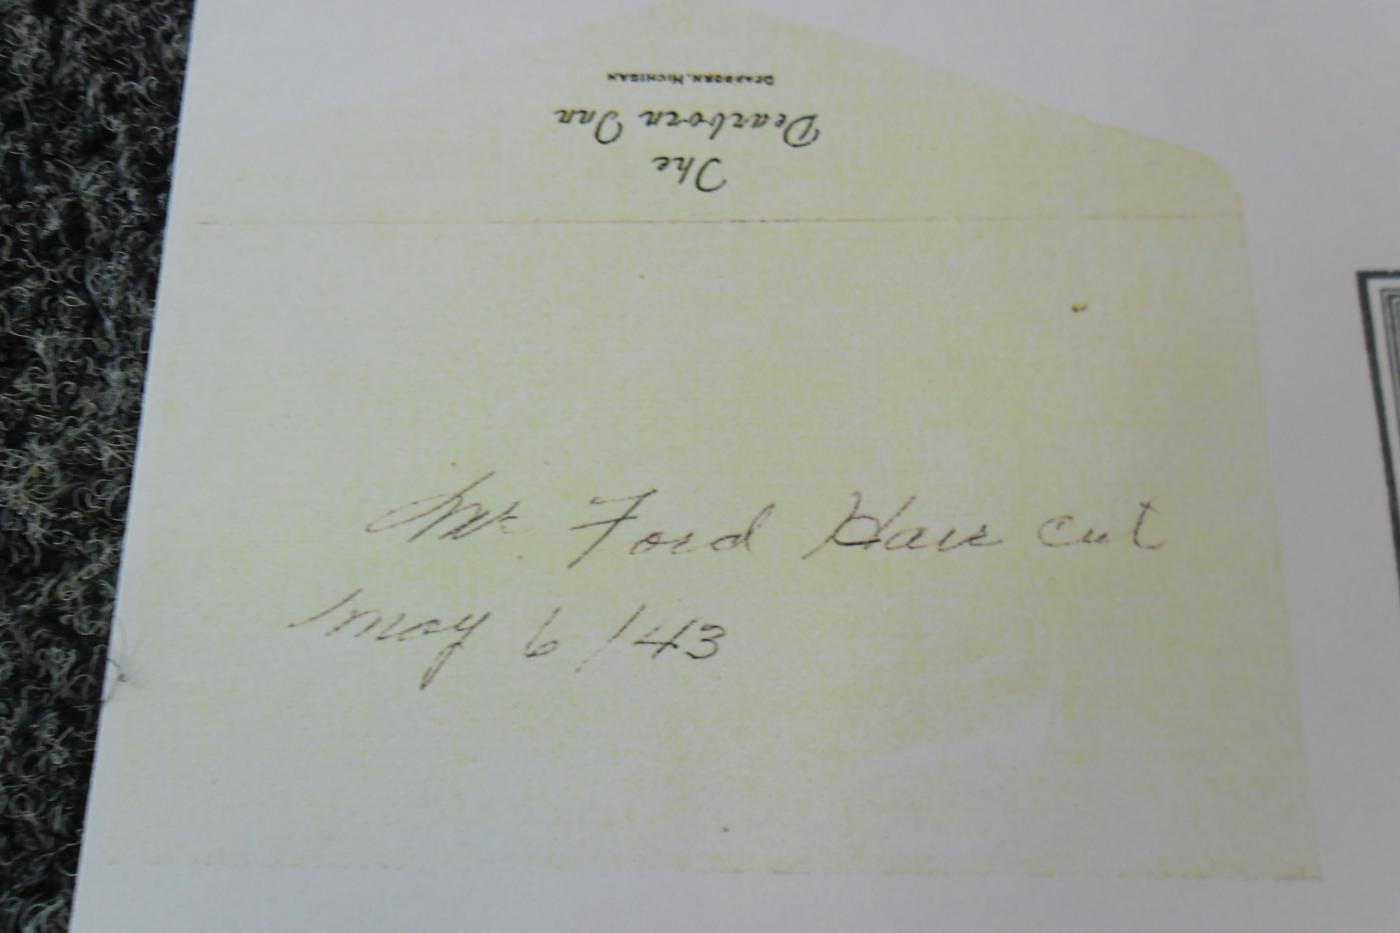 The
Dearborn Inn
DEARBORN, MICHIGAN
Mr. Ford Hair cut
May 6/43